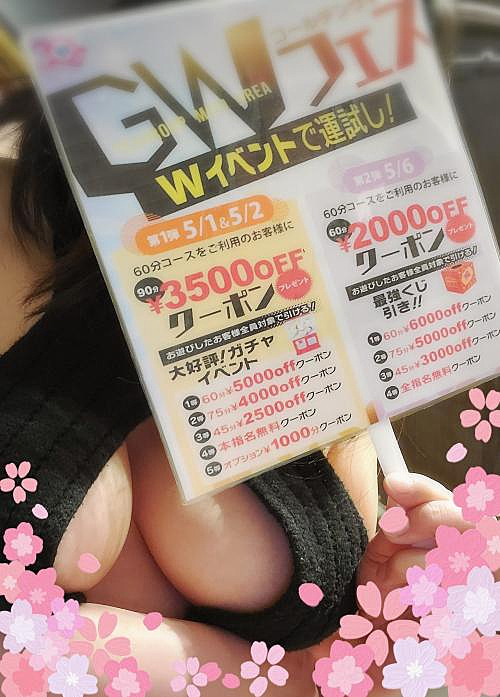 ゴールデン
GWフェス
AREA
Wイベントで運試し!
第1弾 5/1&5/2
60分コースをご利用のお客様に
90分 ¥3500OFF
クーポン プレゼント
お遊びしたお客様全員対象で引ける!!
大好評!ガチャ
イベント
1等 60分¥5000offクーポン
2等 75分¥4000offクーポン
3等 45分¥2500offクーポン
4等 本指名無料クーポン
5等 オプション¥1000分クーポン
第2弾 5/6
60分コースをご利用のお客様に
60分 ¥2000OFF
クーポン プレゼント
お遊びしたお客様全員対象で引ける!!
最強くじ
引き!!
1等 60分¥6000offクーポン
2等 75分¥5000offクーポン
3等 45分¥3000offクーポン
4等 全指名無料クーポン